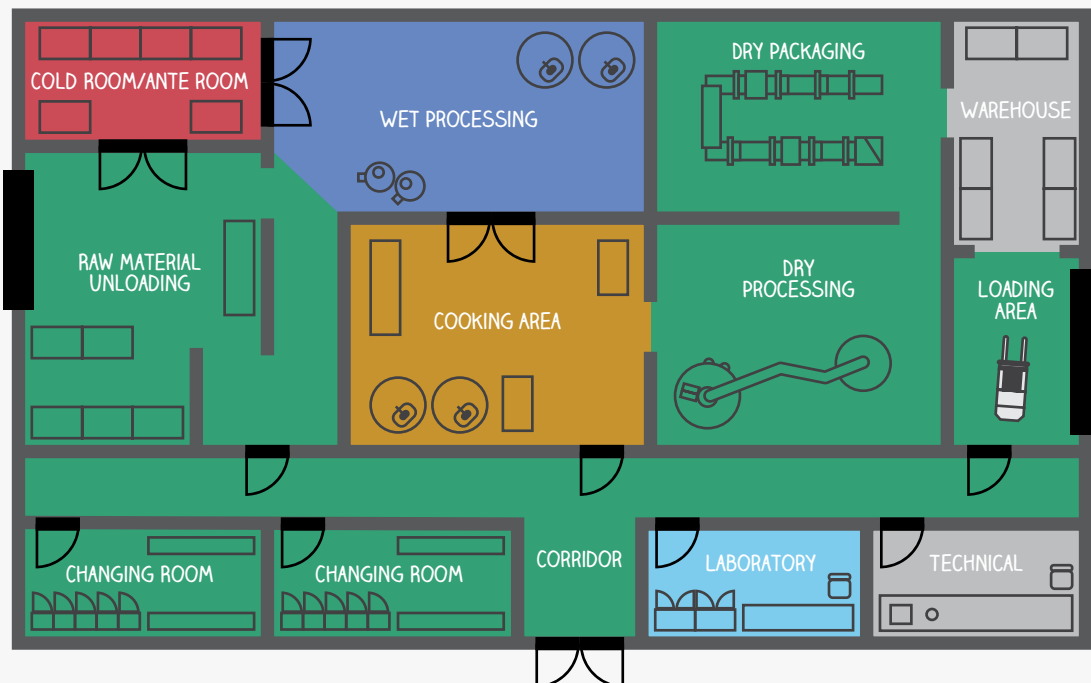 COLD ROOM/ANTE ROOM
WET PROCESSING
DRY PACKAGING
WAREHOUSE
RAW MATERIAL
UNLOADING
COOKING AREA
DRY
PROCESSING
LOADING
AREA
CHANGING ROOM
CHANGING ROOM
CORRIDOR
LABORATORY
TECHNICAL